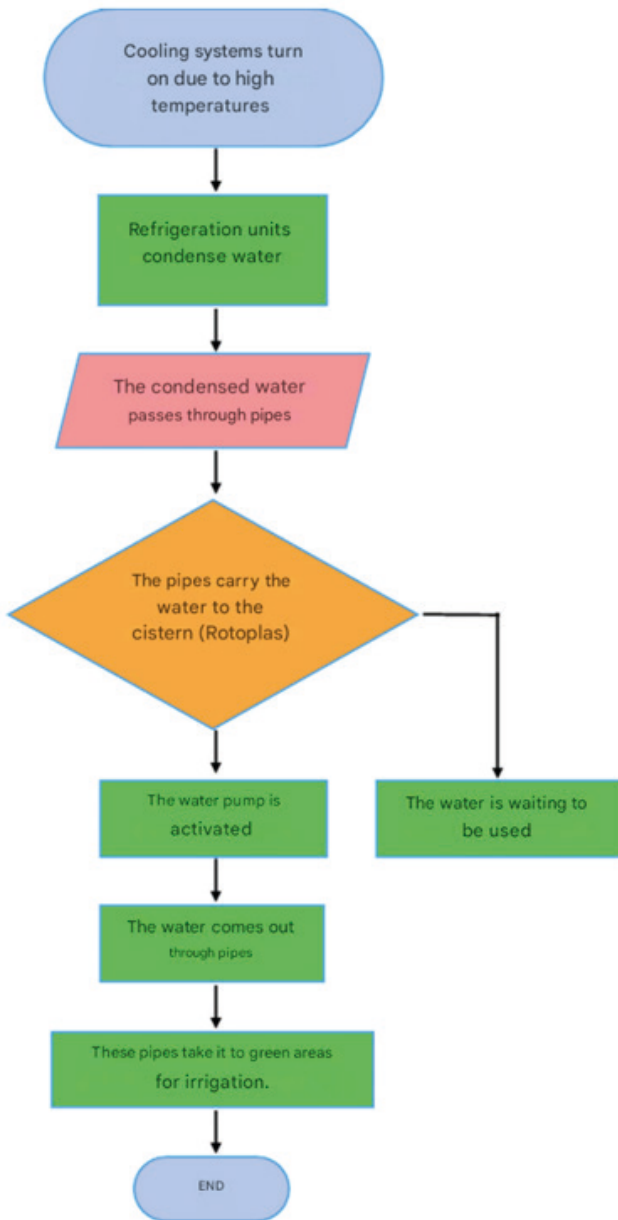 Cooling systems turn
on due to high
temperatures
Refrigeration units
condense water
The condensed water
passes through pipes
The pipes carry the
water to the
cistern (Rotoplas)
The water pump is
activated
The water is waiting to
be used
The water comes out
through pipes
These pipes take it to green areas
for irrigation.
END